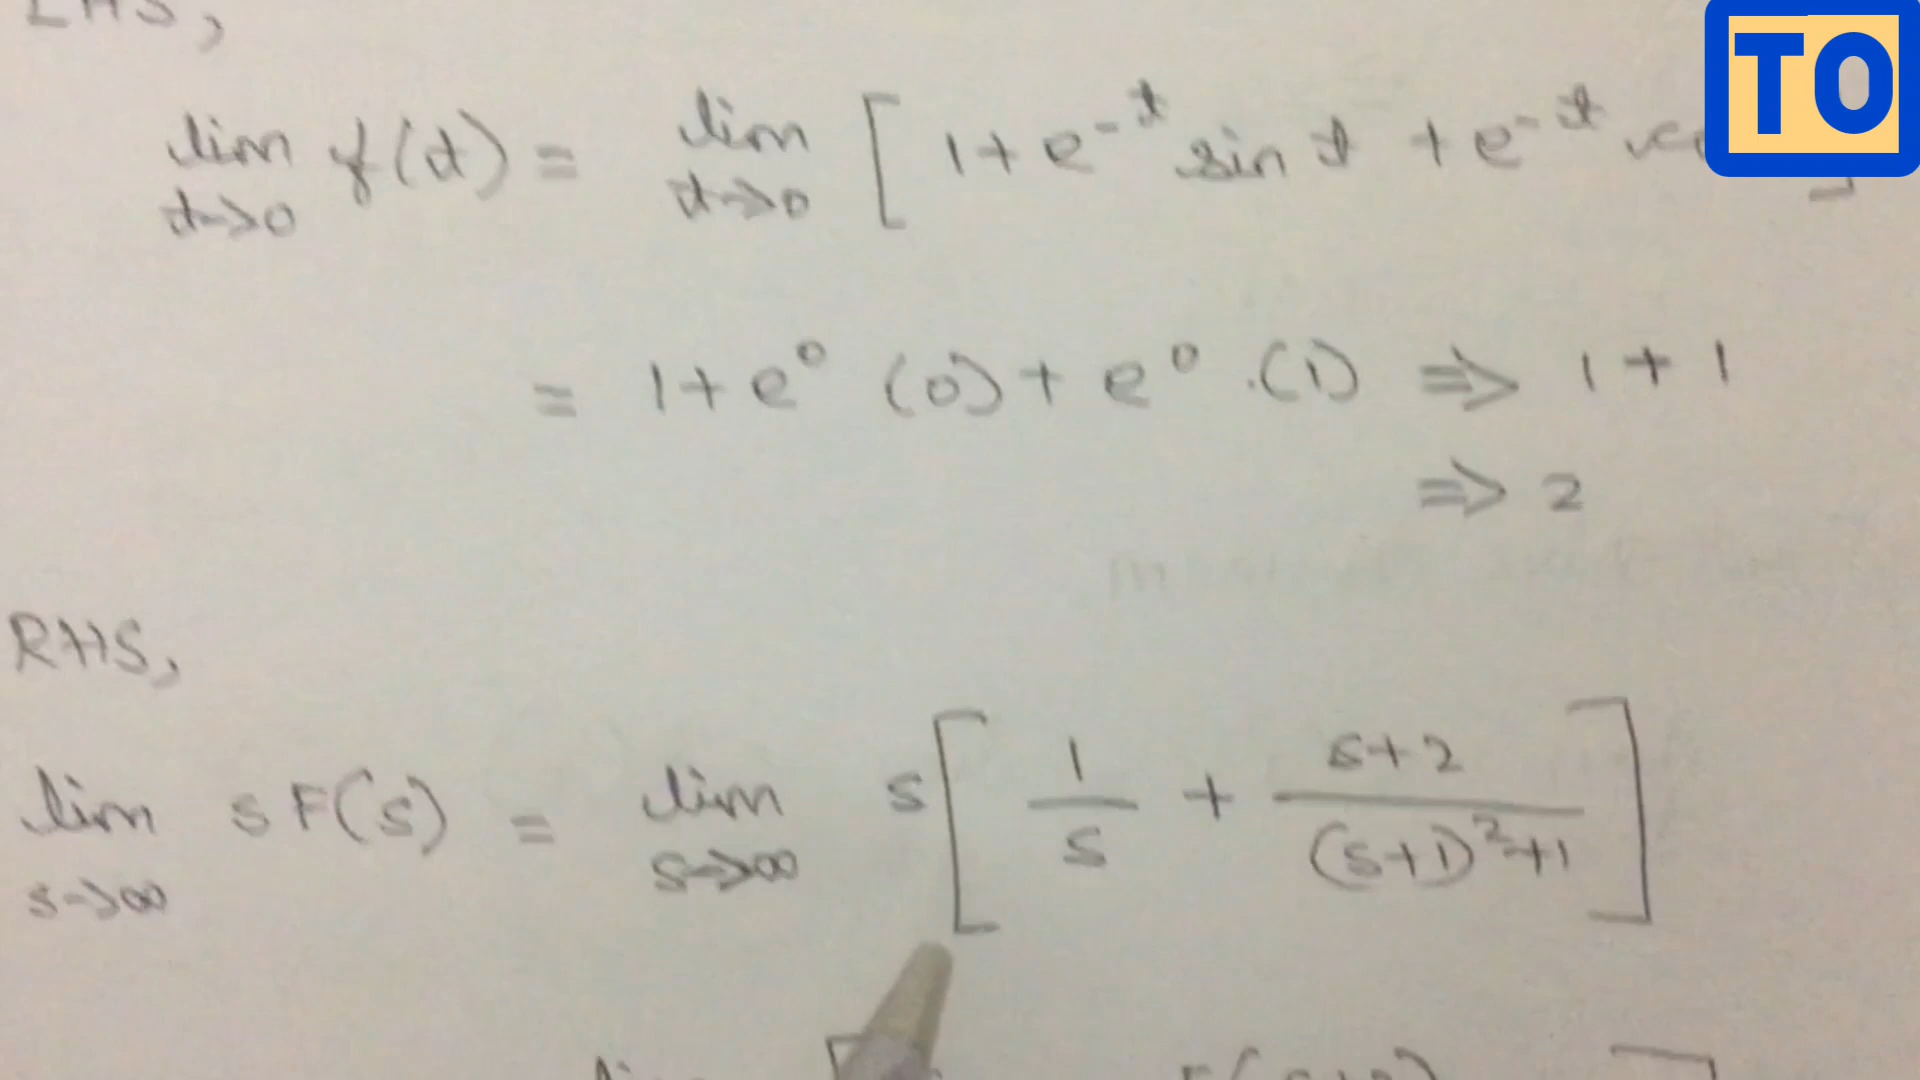 LHS,
TO
lim f(t) = lim [ 1 + e^-t sin t + e^-t ]
t->0 t->0
= 1 + e^0 (0) + e^0 . (1) => 1 + 1
=> 2
RHS,
lim sF(s) = lim s [ 1/s + (s+2)/((s+1)^2+1) ]
s->∞ s->∞